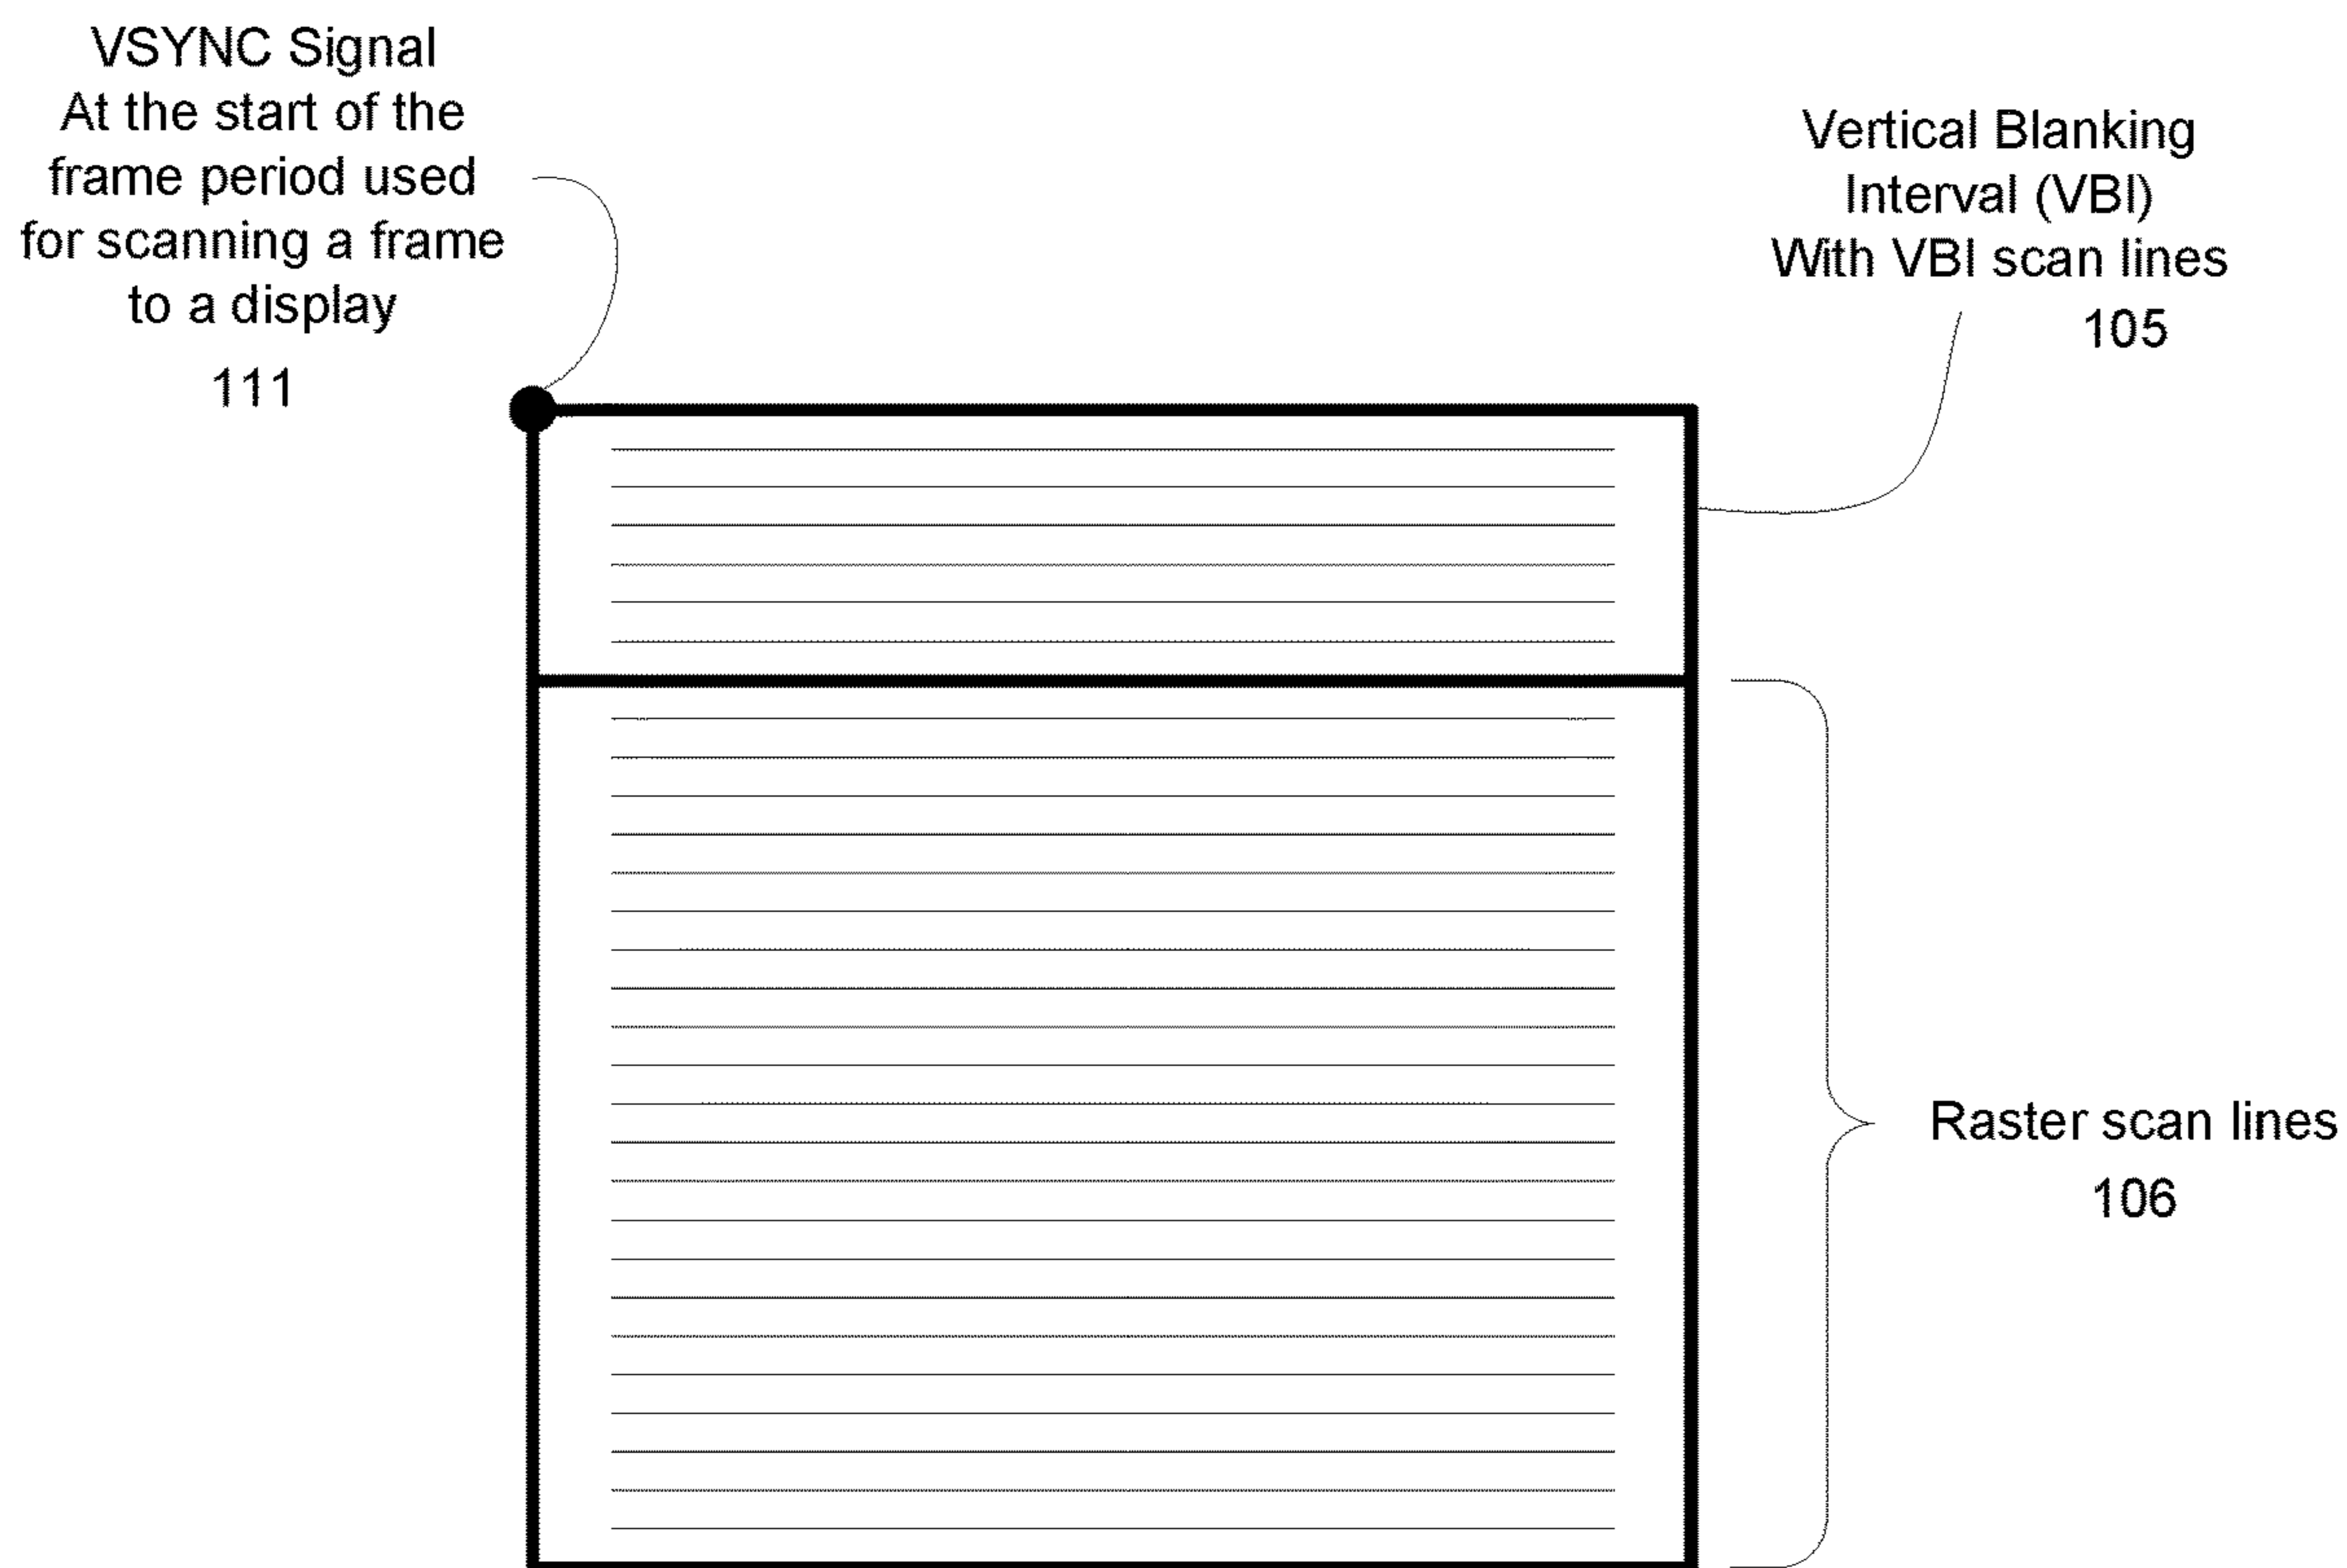 VSYNC Signal
At the start of the
frame period used
for scanning a frame
to a display
111
Vertical Blanking
Interval (VBI)
With VBI scan lines
105
Raster scan lines
106